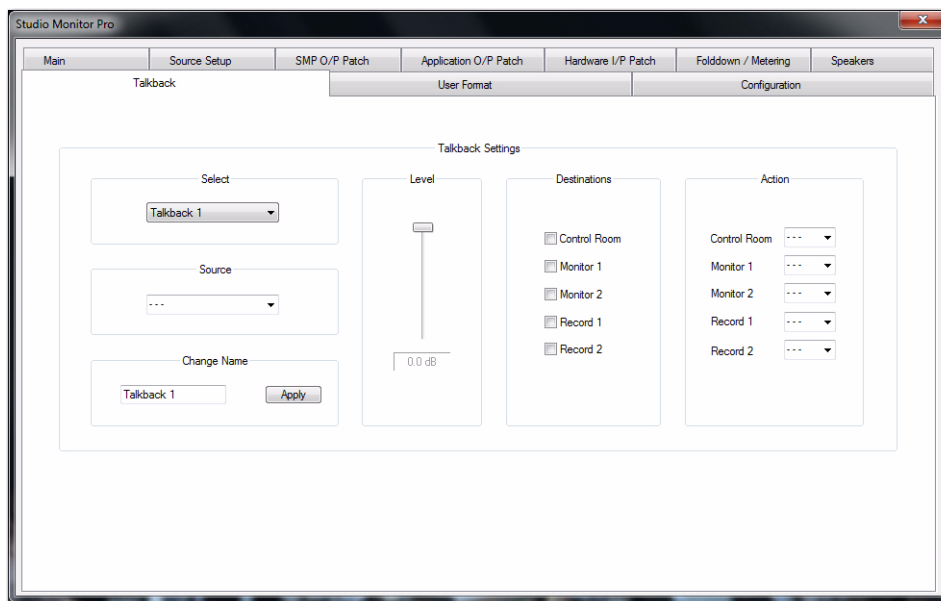 Studio Monitor Pro
Main Source Setup SMP O/P Patch Application O/P Patch Hardware I/P Patch Folddown / Metering Speakers
Talkback User Format Configuration
Talkback Settings
Select Level Destinations Action
Talkback 1
Control Room Control Room ---
Source Monitor 1 Monitor 1 ---
--- Monitor 2 Monitor 2 ---
Record 1 Record 1 ---
Change Name 0.0 dB Record 2 Record 2 ---
Talkback 1 Apply